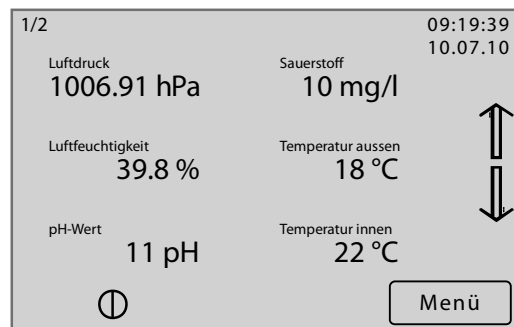 1/2
09:19:39
10.07.10
Luftdruck
1006.91 hPa
Sauerstoff
10 mg/l
Luftfeuchtigkeit
39.8 %
Temperatur aussen
18 °C
pH-Wert
11 pH
Temperatur innen
22 °C
Menü